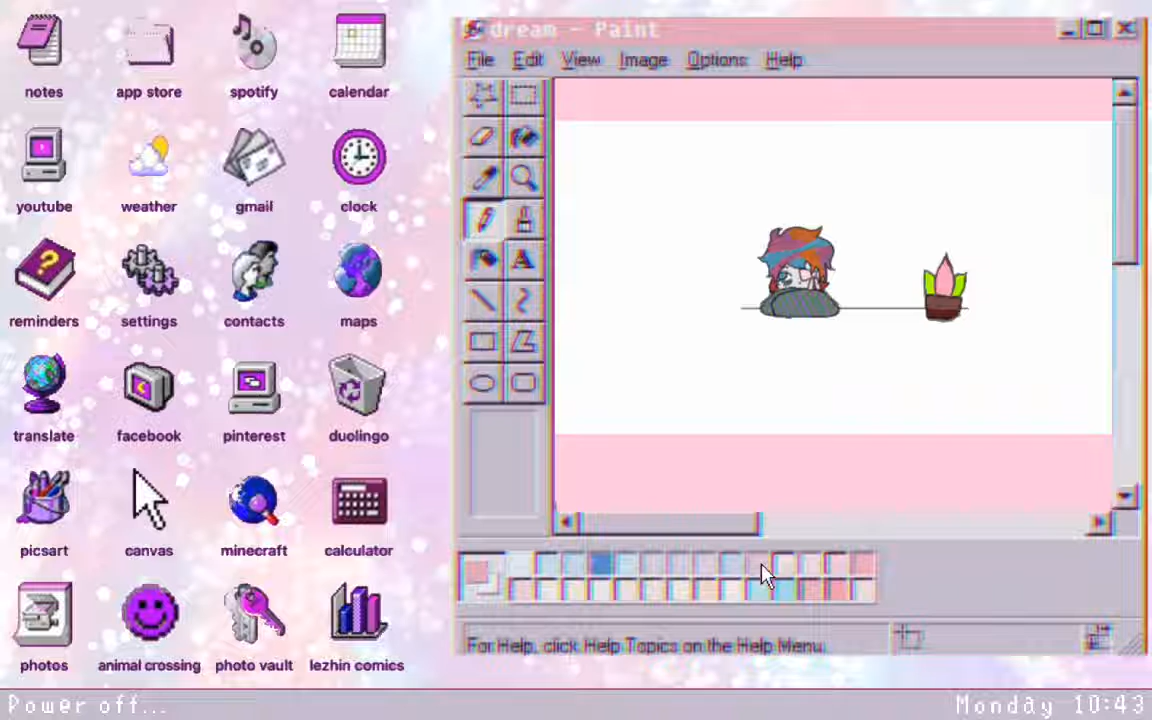 notes app store spotify calendar
youtube weather gmail clock
reminders settings contacts maps
translate facebook pinterest duolingo
picsart canvas minecraft calculator
photos animal crossing photo vault lezhin comics
dream - Paint
File Edit View Image Options Help
A
For Help, click Help Topics on the Help Menu.
Power off... Monday 10:43